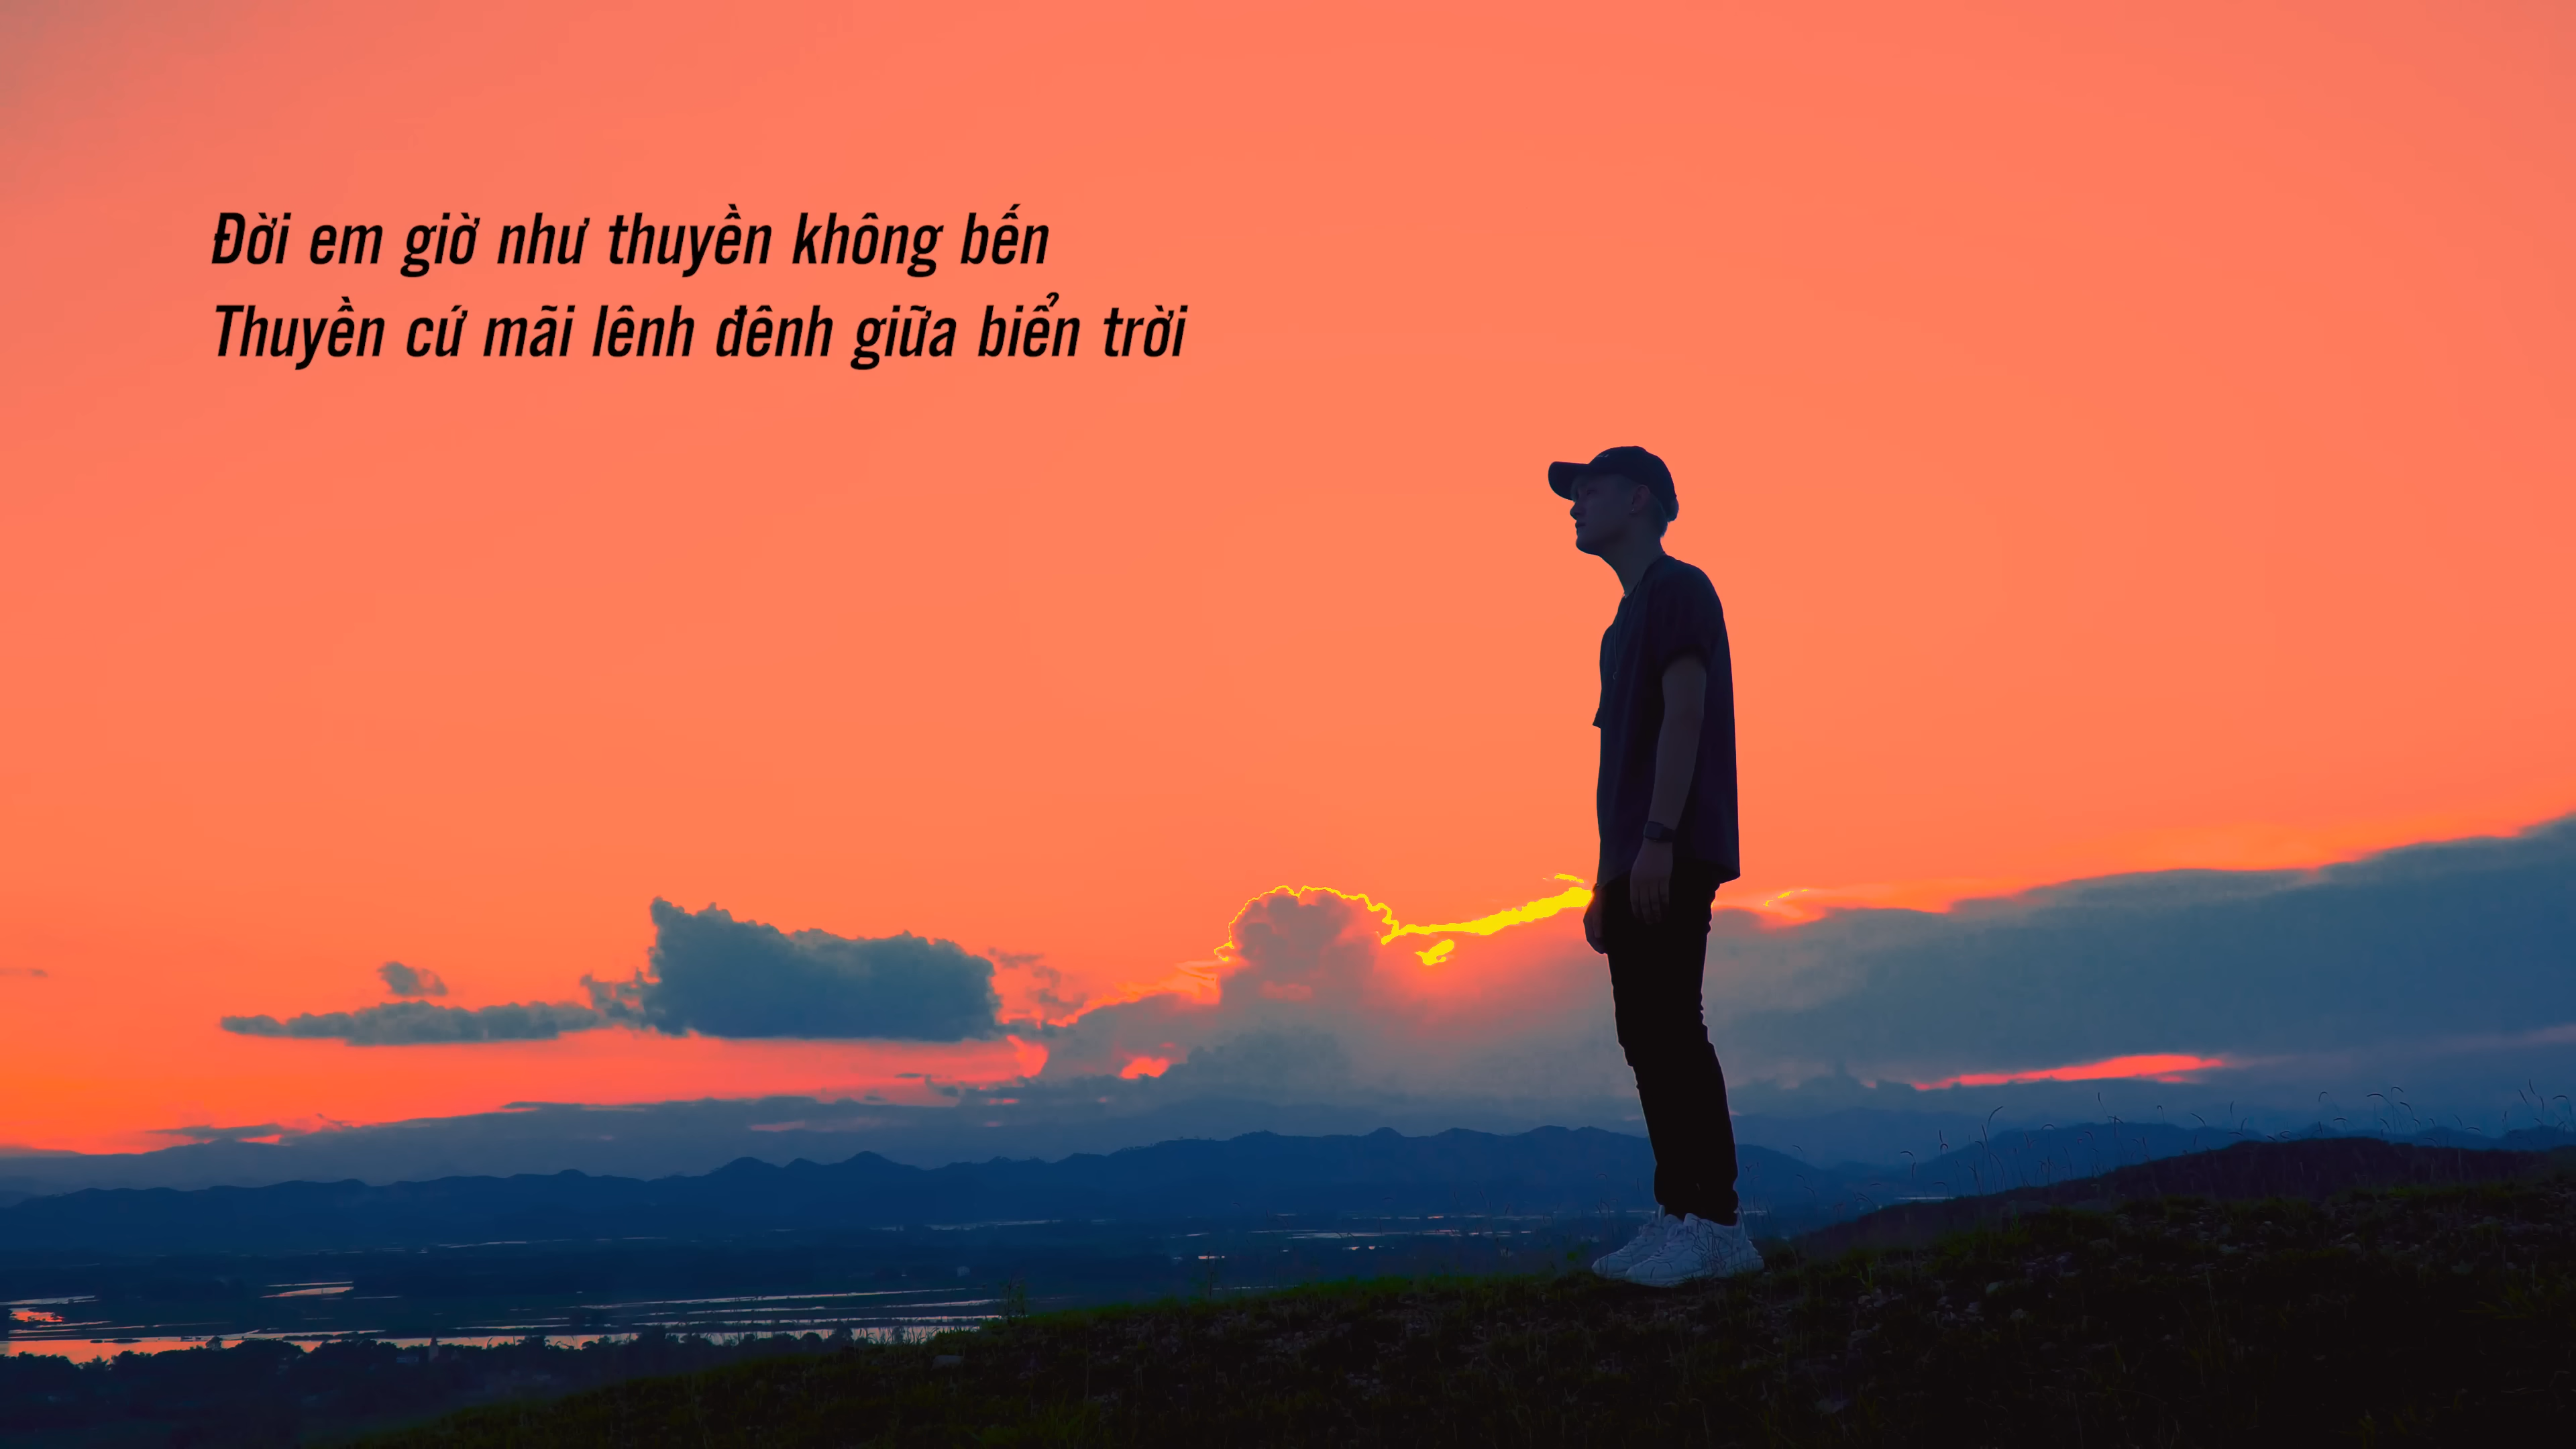 Đời em giờ như thuyền không bến
Thuyền cứ mãi lênh đênh giữa biển trời